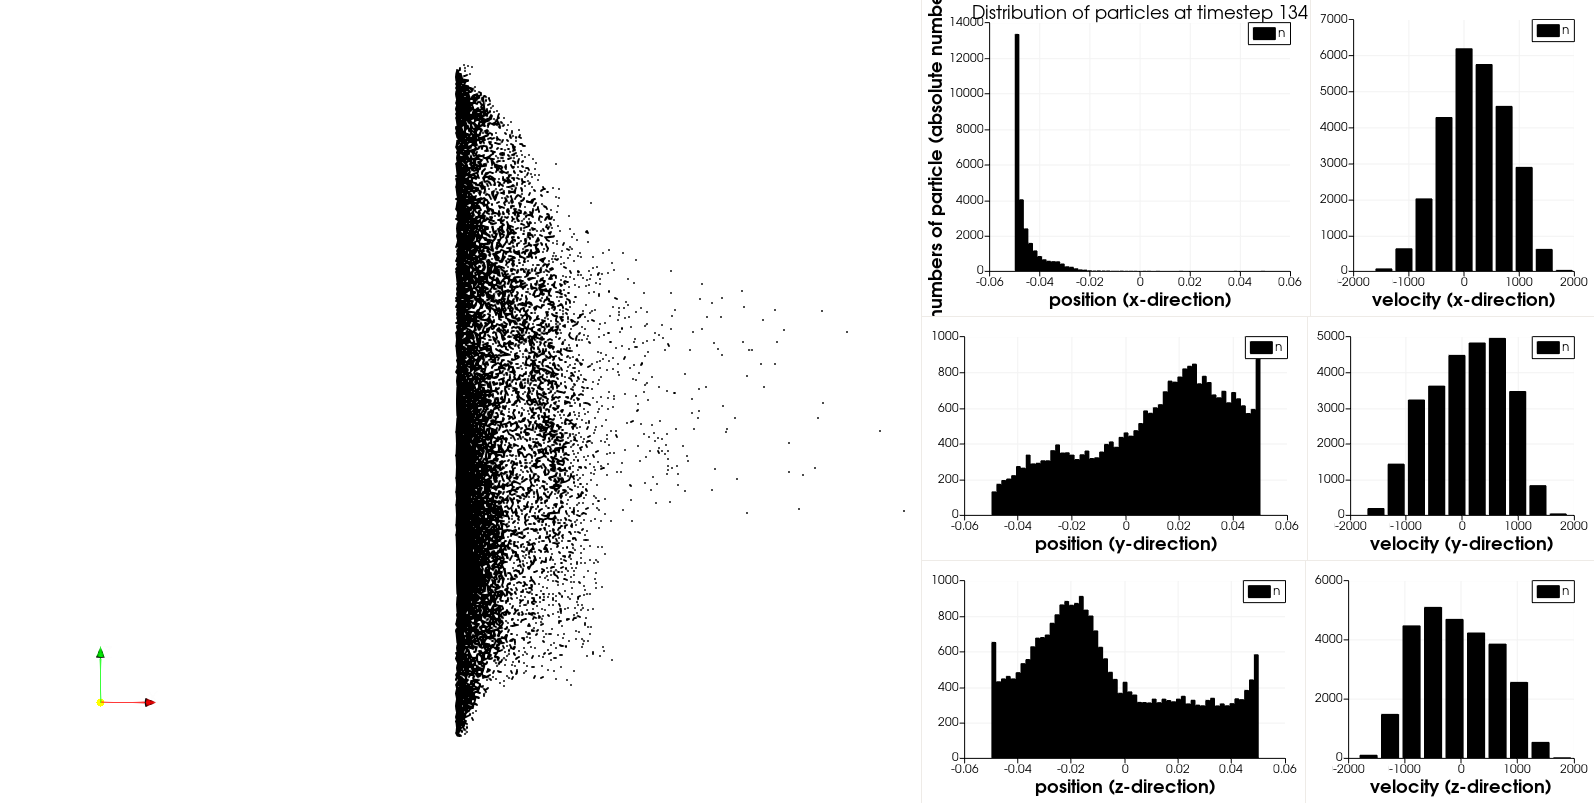 Distribution of particles at timestep 134
numbers of particle (absolute
14000
12000
10000
8000
6000
4000
2000
0
-0.06 -0.04 -0.02 0 0.02 0.04 0.06
position (x-direction)
n
7000
6000
5000
4000
3000
2000
1000
0
-2000 -1000 0 1000 2000
velocity (x-direction)
n
1000
800
600
400
200
0
-0.06 -0.04 -0.02 0 0.02 0.04 0.06
position (y-direction)
n
5000
4000
3000
2000
1000
0
-2000 -1000 0 1000 2000
velocity (y-direction)
n
1000
800
600
400
200
0
-0.06 -0.04 -0.02 0 0.02 0.04 0.06
position (z-direction)
n
6000
4000
2000
0
-2000 -1000 0 1000 2000
velocity (z-direction)
n